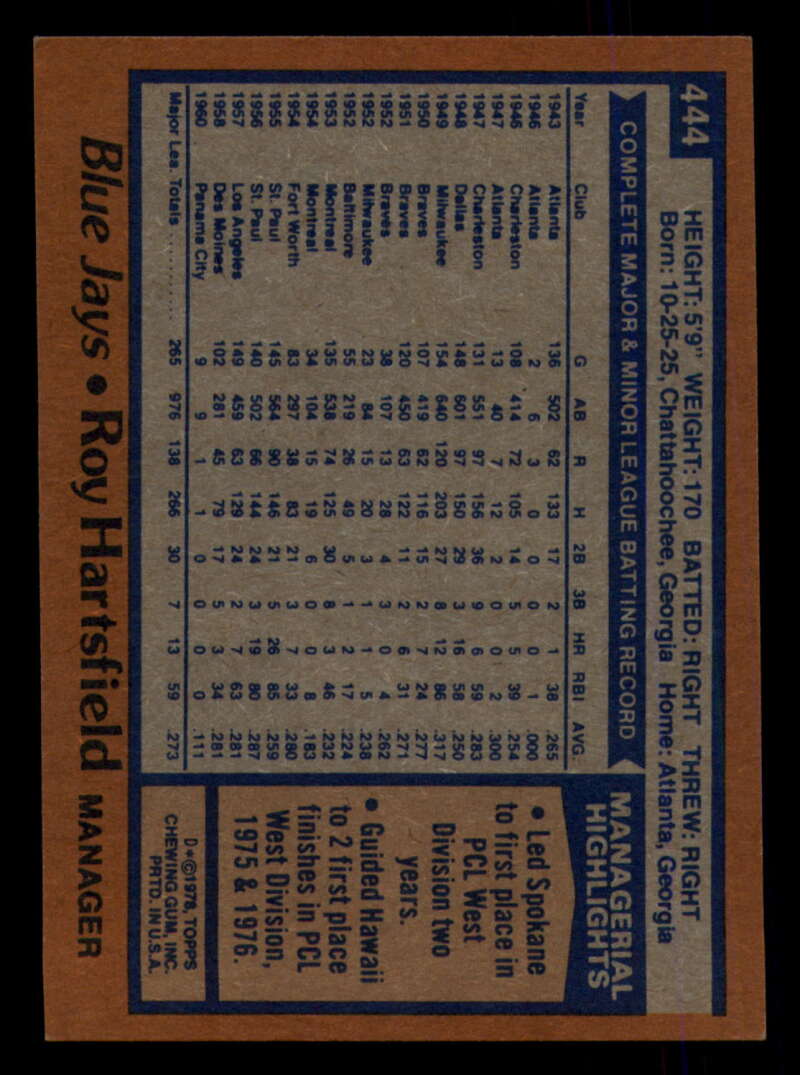 444
HEIGHT: 5'9" WEIGHT: 170 BATTED: RIGHT THREW: RIGHT
Born: 10-25-25, Chattahoochee, Georgia Home: Atlanta, Georgia
COMPLETE MAJOR & MINOR LEAGUE BATTING RECORD
Year Club G AB R H 2B 3B HR RBI AVG.
1943 Atlanta 136 502 62 133 17 2 1 38 .265
1946 Atlanta 2 6 3 0 0 0 0 1 .000
1946 Charleston 108 414 72 105 14 5 5 39 .254
1947 Atlanta 13 40 7 12 2 0 0 2 .300
1947 Charleston 131 551 97 156 36 9 6 59 .283
1948 Dallas 148 601 97 150 29 3 16 58 .250
1949 Milwaukee 154 640 120 203 27 8 12 86 .317
1950 Braves 107 419 62 116 15 2 7 24 .277
1951 Braves 120 450 63 122 11 2 6 31 .271
1952 Braves 38 107 13 28 4 3 0 4 .262
1952 Milwaukee 23 84 15 20 3 1 1 5 .238
1952 Baltimore 55 219 26 49 5 1 2 17 .224
1953 Montreal 135 538 74 125 30 8 3 46 .232
1954 Montreal 34 104 15 19 6 0 0 8 .183
1954 Fort Worth 83 297 38 83 21 3 7 33 .280
1955 St. Paul 145 564 90 146 21 5 26 85 .259
1956 St. Paul 140 502 66 144 24 3 19 80 .287
1957 Los Angeles 149 459 63 129 24 2 7 63 .281
1958 Des Moines 102 281 45 79 17 5 3 34 .281
1960 Panama City 9 9 1 1 0 0 0 0 .111
Major Lea. Totals .......... 265 976 138 266 30 7 13 59 .273
MANAGERIAL
HIGHLIGHTS
• Led Spokane
to first place in
PCL West
Division two
years.
• Guided Hawaii
to 2 first place
finishes in PCL
West Division,
1975 & 1976.
D*©1978, TOPPS
CHEWING GUM, INC.
PRTD. IN U.S.A.
Blue Jays • Roy Hartsfield MANAGER